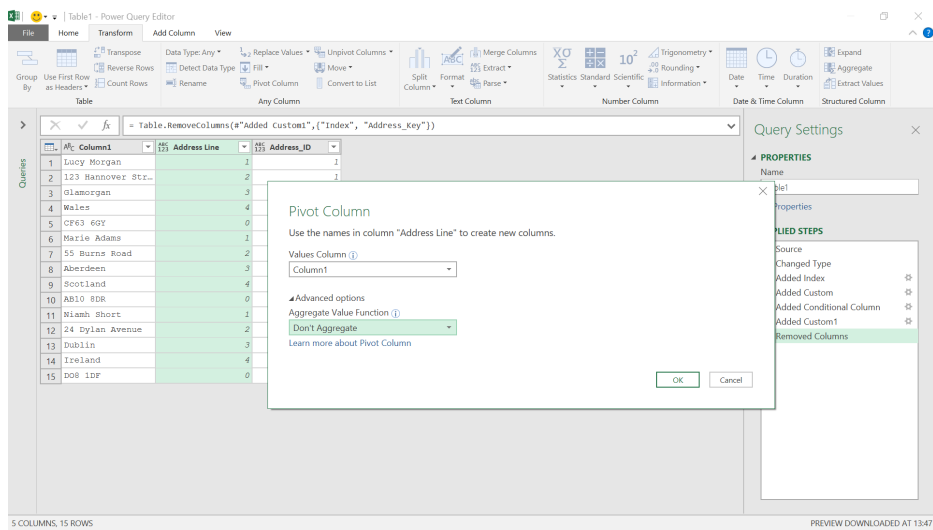 Table1 - Power Query Editor
File Home Transform Add Column View
Transpose Data Type: Any Replace Values Unpivot Columns Merge Columns Trigonometry Expand
Reverse Rows Detect Data Type Fill Move Extract Rounding Aggregate
Group By Use First Row as Headers Count Rows Rename Pivot Column Convert to List Split Column Format Parse Statistics Standard Scientific Information Date Time Duration Extract Values
Table Any Column Text Column Number Column Date & Time Column Structured Column
= Table.RemoveColumns(#"Added Custom1",{"Index", "Address_Key"})
Queries
Column1 Address Line Address_ID
1 Lucy Morgan 1 1
2 123 Hannover Str... 2 1
3 Glamorgan 3
4 Wales 4
5 CF63 6GY 0
6 Marie Adams 1
7 55 Burns Road 2
8 Aberdeen 3
9 Scotland 4
10 AB10 8DR 0
11 Niamh Short 1
12 24 Dylan Avenue 2
13 Dublin 3
14 Ireland 4
15 DO8 1DF 0
Pivot Column
Use the names in column "Address Line" to create new columns.
Values Column
Column1
Advanced options
Aggregate Value Function
Don't Aggregate
Learn more about Pivot Column
OK Cancel
Query Settings
PROPERTIES
Name
ble1
Properties
PLIED STEPS
Source
Changed Type
Added Index
Added Custom
Added Conditional Column
Added Custom1
Removed Columns
5 COLUMNS, 15 ROWS
PREVIEW DOWNLOADED AT 13:47